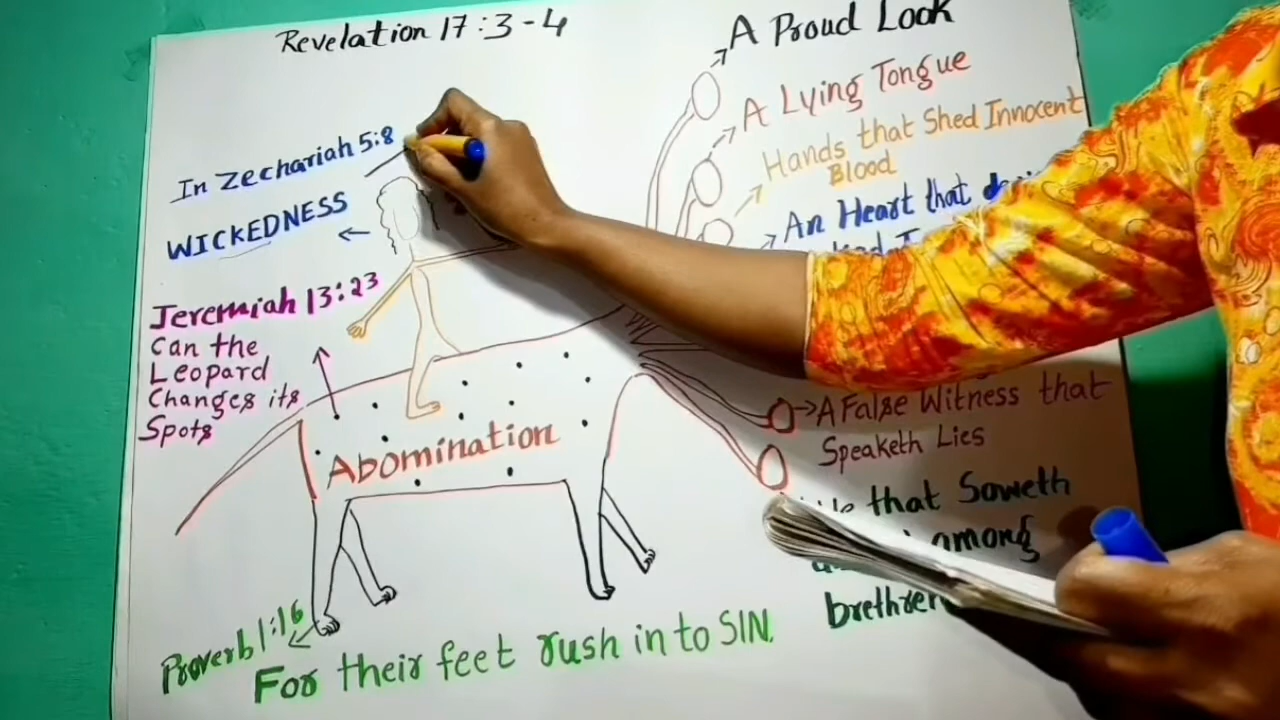 Revelation 17:3-4
In Zechariah 5:8
WICKEDNESS
Jeremiah 13:23
Can the
Leopard
Changes its
Spots
Abomination
Proverb 1:16
For their feet rush in to SIN.
A Proud Look
A Lying Tongue
Hands that Shed Innocent
Blood
An Heart that
A False Witness that
Speaketh Lies
that Soweth
among
brethren